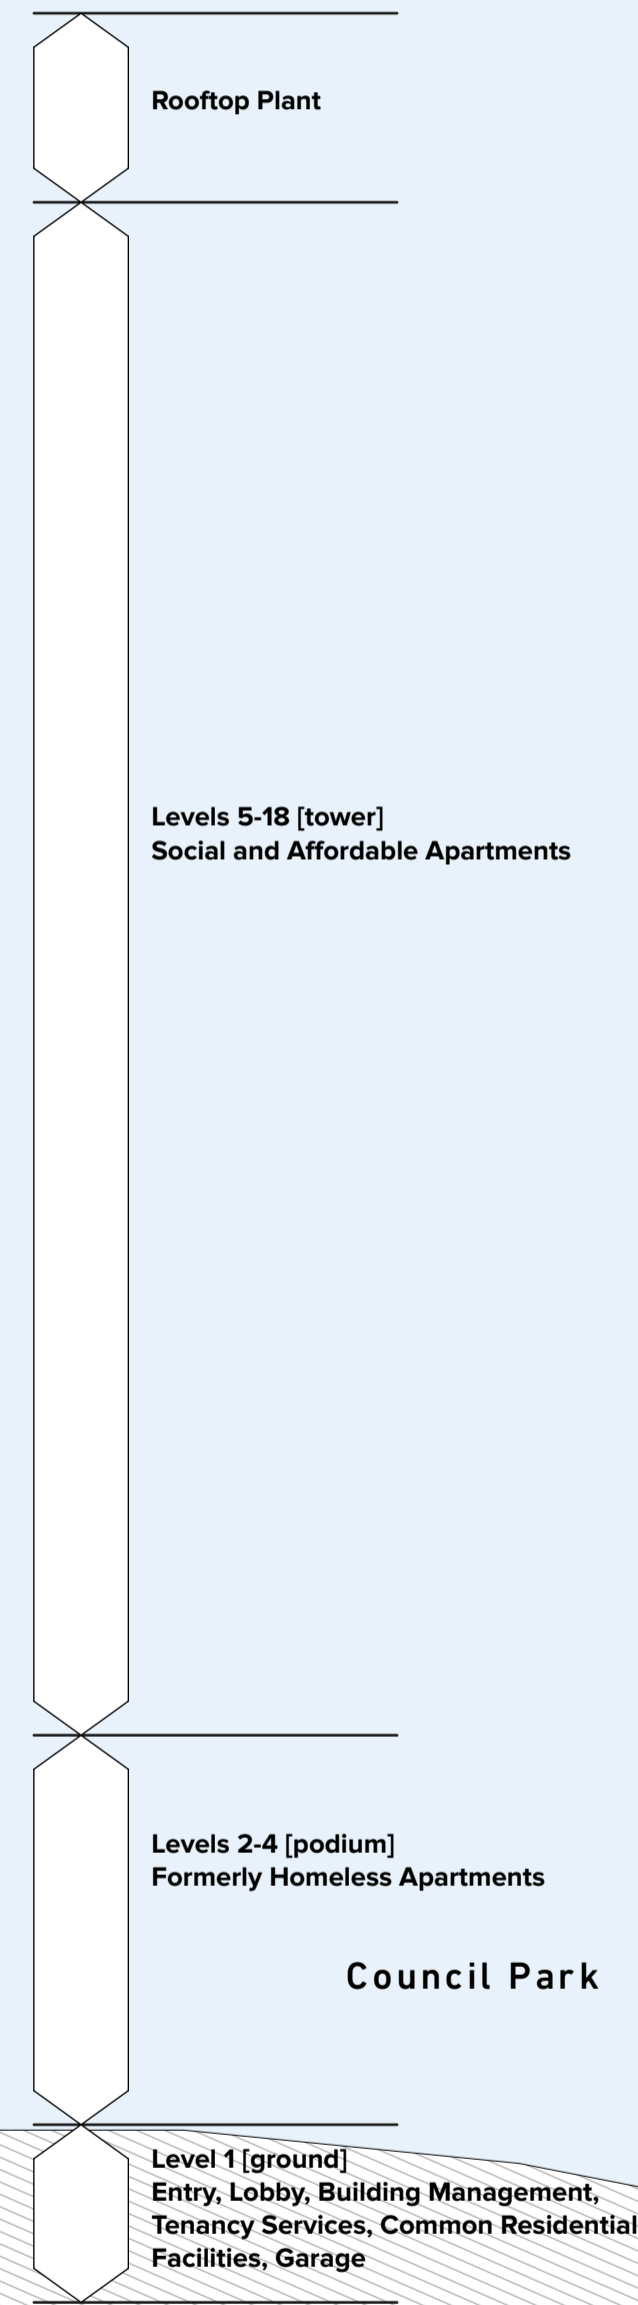 Rooftop Plant
Levels 5-18 [tower]
Social and Affordable Apartments
Levels 2-4 [podium]
Formerly Homeless Apartments
Council Park
Level 1 [ground]
Entry, Lobby, Building Management,
Tenancy Services, Common Residential
Facilities, Garage